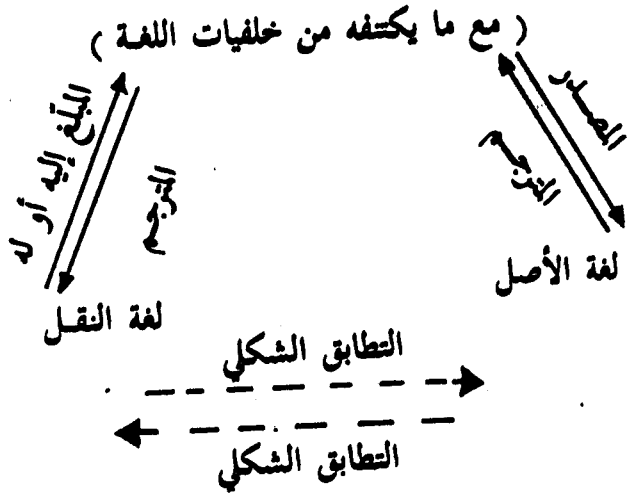 ( مع ما يكتنفه من خلفيات اللغة )
المصدر
المترجم
المترجم
المبلّغ إليه أو له
لغة الأصل
لغة النقل
التطابق الشكلي
التطابق الشكلي